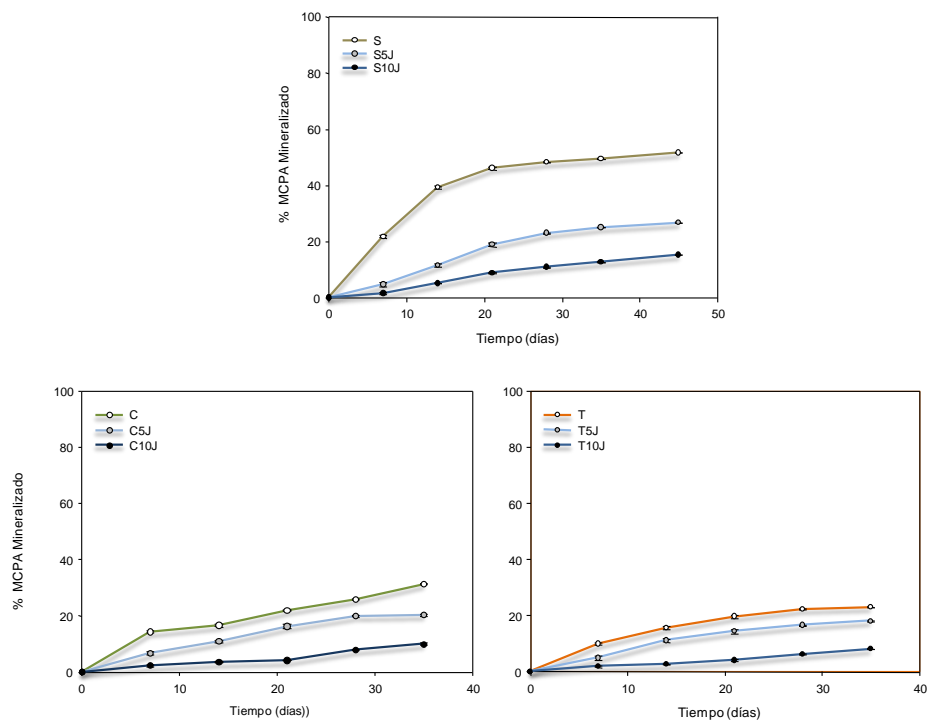 100
80
60
40
20
0
% MCPA Mineralizado
S
S5J
S10J
0 10 20 30 40 50
Tiempo (días)
100
80
60
40
20
0
% MCPA Mineralizado
C
C5J
C10J
0 10 20 30 40
Tiempo (días))
100
80
60
40
20
0
T
T5J
T10J
0 10 20 30 40
Tiempo (días)